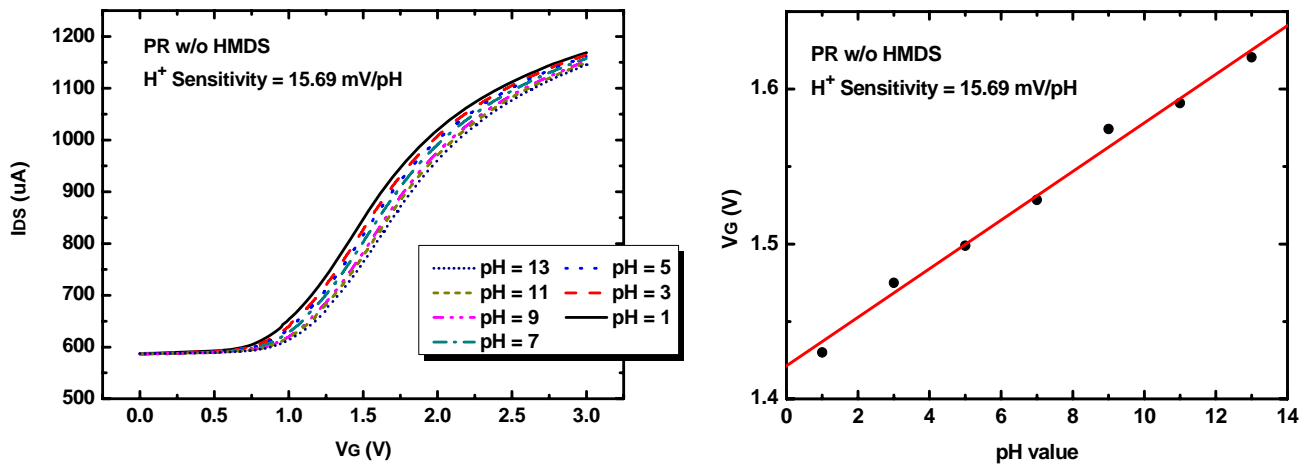 PR w/o HMDS
H+ Sensitivity = 15.69 mV/pH
1200
1100
1000
900
800
700
600
500
IDS (uA)
0.0 0.5 1.0 1.5 2.0 2.5 3.0
VG (V)
pH = 13 pH = 5
pH = 11 pH = 3
pH = 9 pH = 1
pH = 7
PR w/o HMDS
H+ Sensitivity = 15.69 mV/pH
1.6
1.5
1.4
VG (V)
0 2 4 6 8 10 12 14
pH value